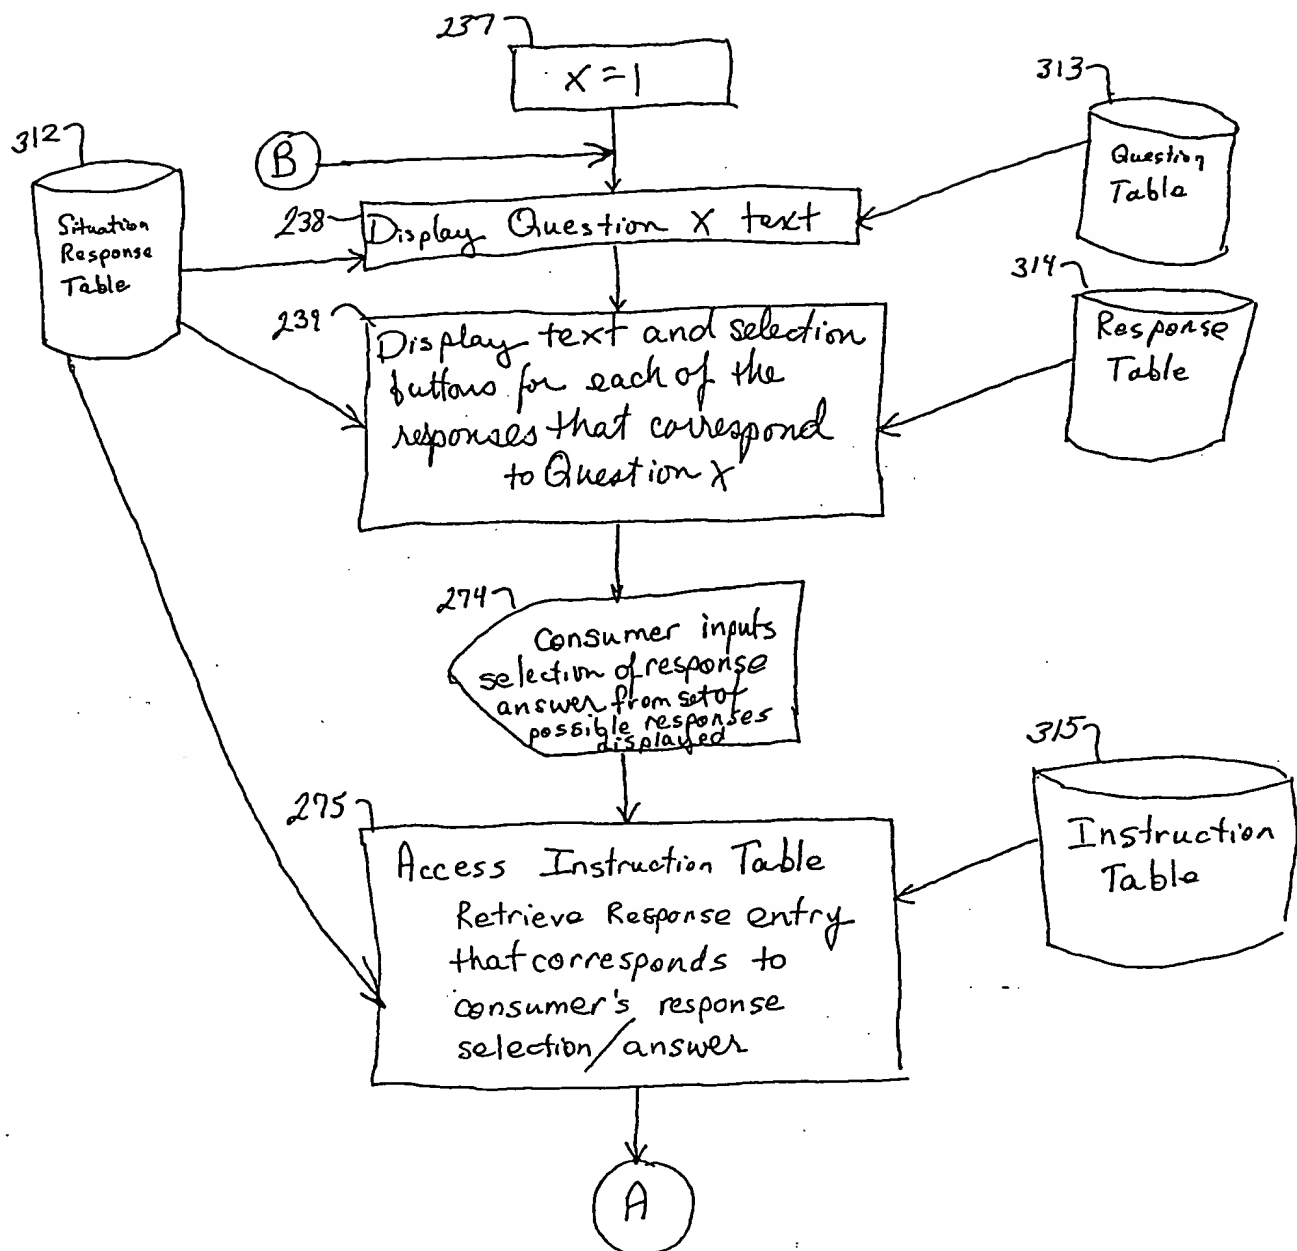 237
X = 1
313
312
B
Question
Table
Situation
Response
Table
238
Display Question X text
314
239
Display text and selection
buttons for each of the
responses that correspond
to Question X
Response
Table
274
Consumer inputs
selection of response
answer from set of
possible responses
displayed
315
275
Access Instruction Table
Retrieve Response entry
that corresponds to
consumer's response
selection/answer
Instruction
Table
A